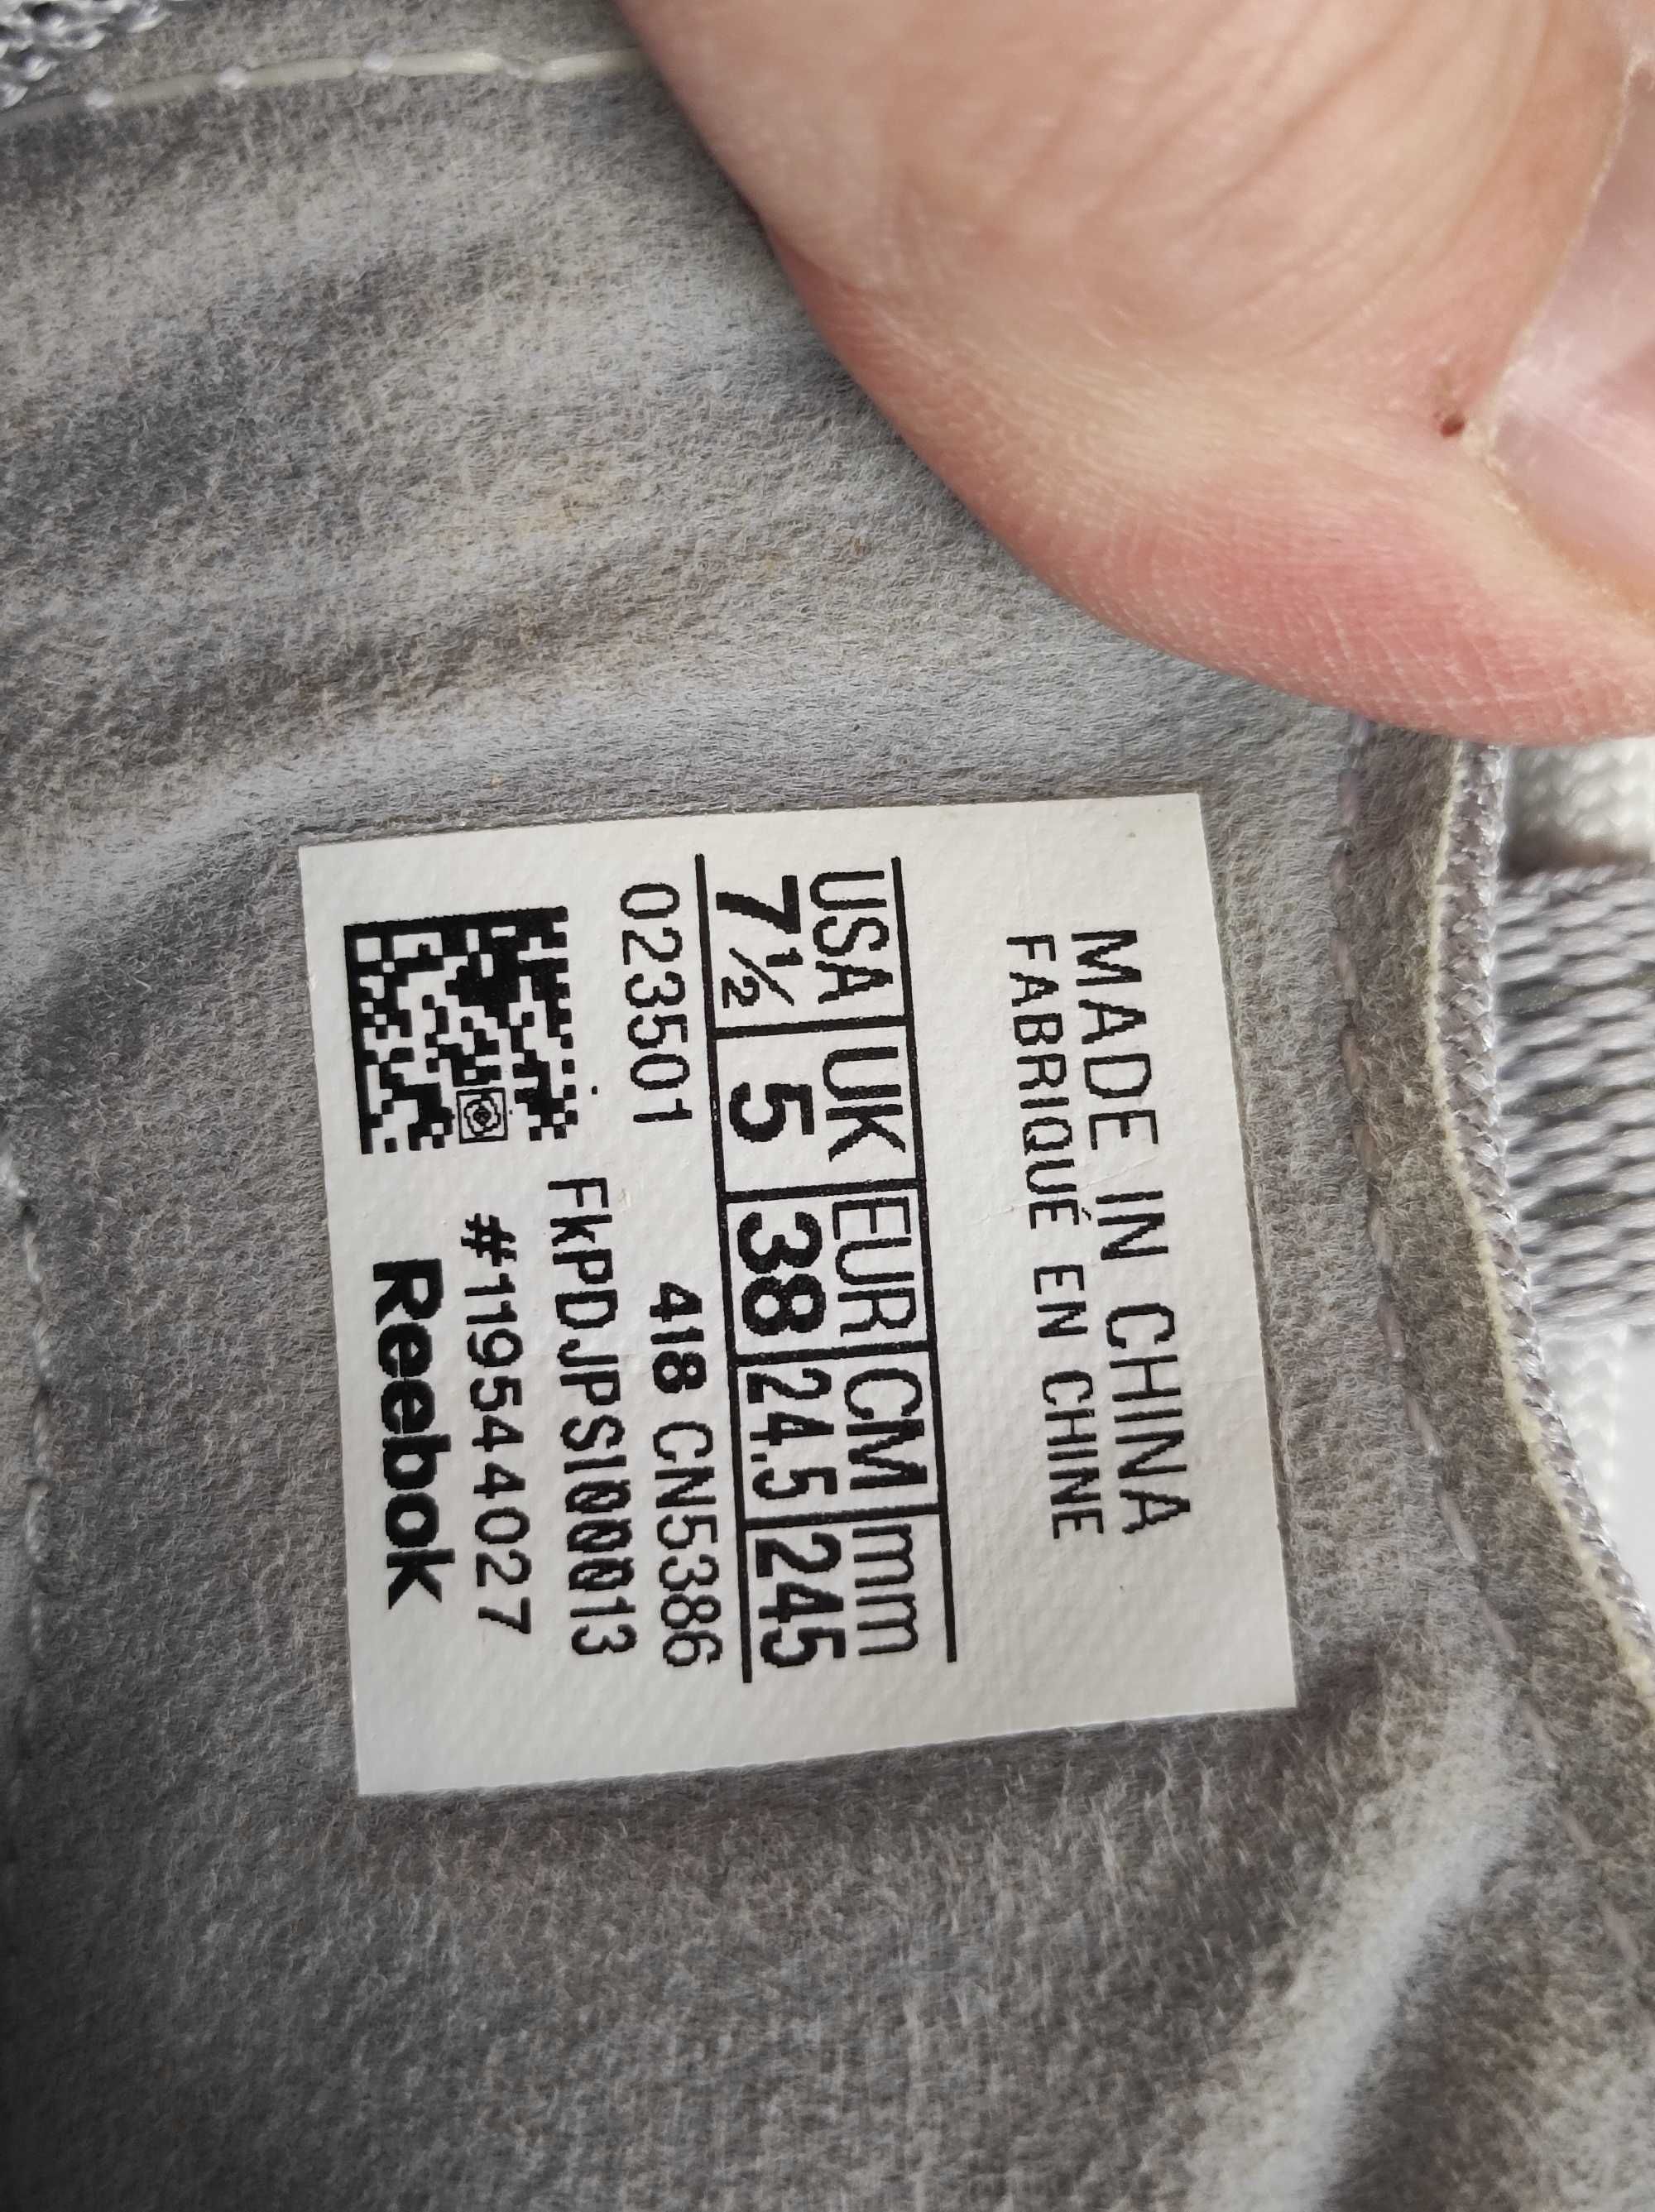 MADE IN CHINA
FABRIQUÉ EN CHINE
USA UK EUR CM mm
7½ 5 38 24.5 245
023501 418 CN5386
FKPDJPSI00013
#119544027
Reebok